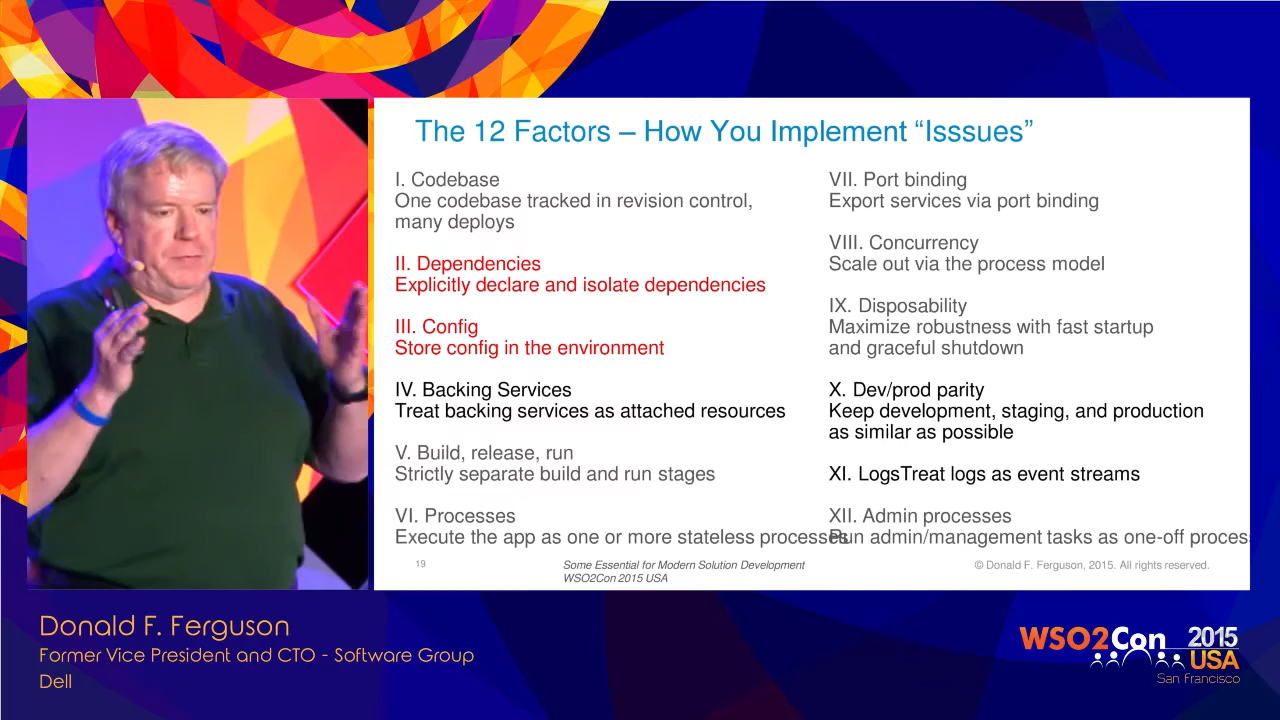 The 12 Factors – How You Implement “Isssues”
I. Codebase
One codebase tracked in revision control,
many deploys
II. Dependencies
Explicitly declare and isolate dependencies
III. Config
Store config in the environment
IV. Backing Services
Treat backing services as attached resources
V. Build, release, run
Strictly separate build and run stages
VI. Processes
Execute the app as one or more stateless processes
VII. Port binding
Export services via port binding
VIII. Concurrency
Scale out via the process model
IX. Disposability
Maximize robustness with fast startup
and graceful shutdown
X. Dev/prod parity
Keep development, staging, and production
as similar as possible
XI. LogsTreat logs as event streams
XII. Admin processes
Run admin/management tasks as one-off process
19
Some Essential for Modern Solution Development
WSO2Con 2015 USA
© Donald F. Ferguson, 2015. All rights reserved.
Donald F. Ferguson
Former Vice President and CTO - Software Group
Dell
WSO2Con 2015
USA
San Francisco